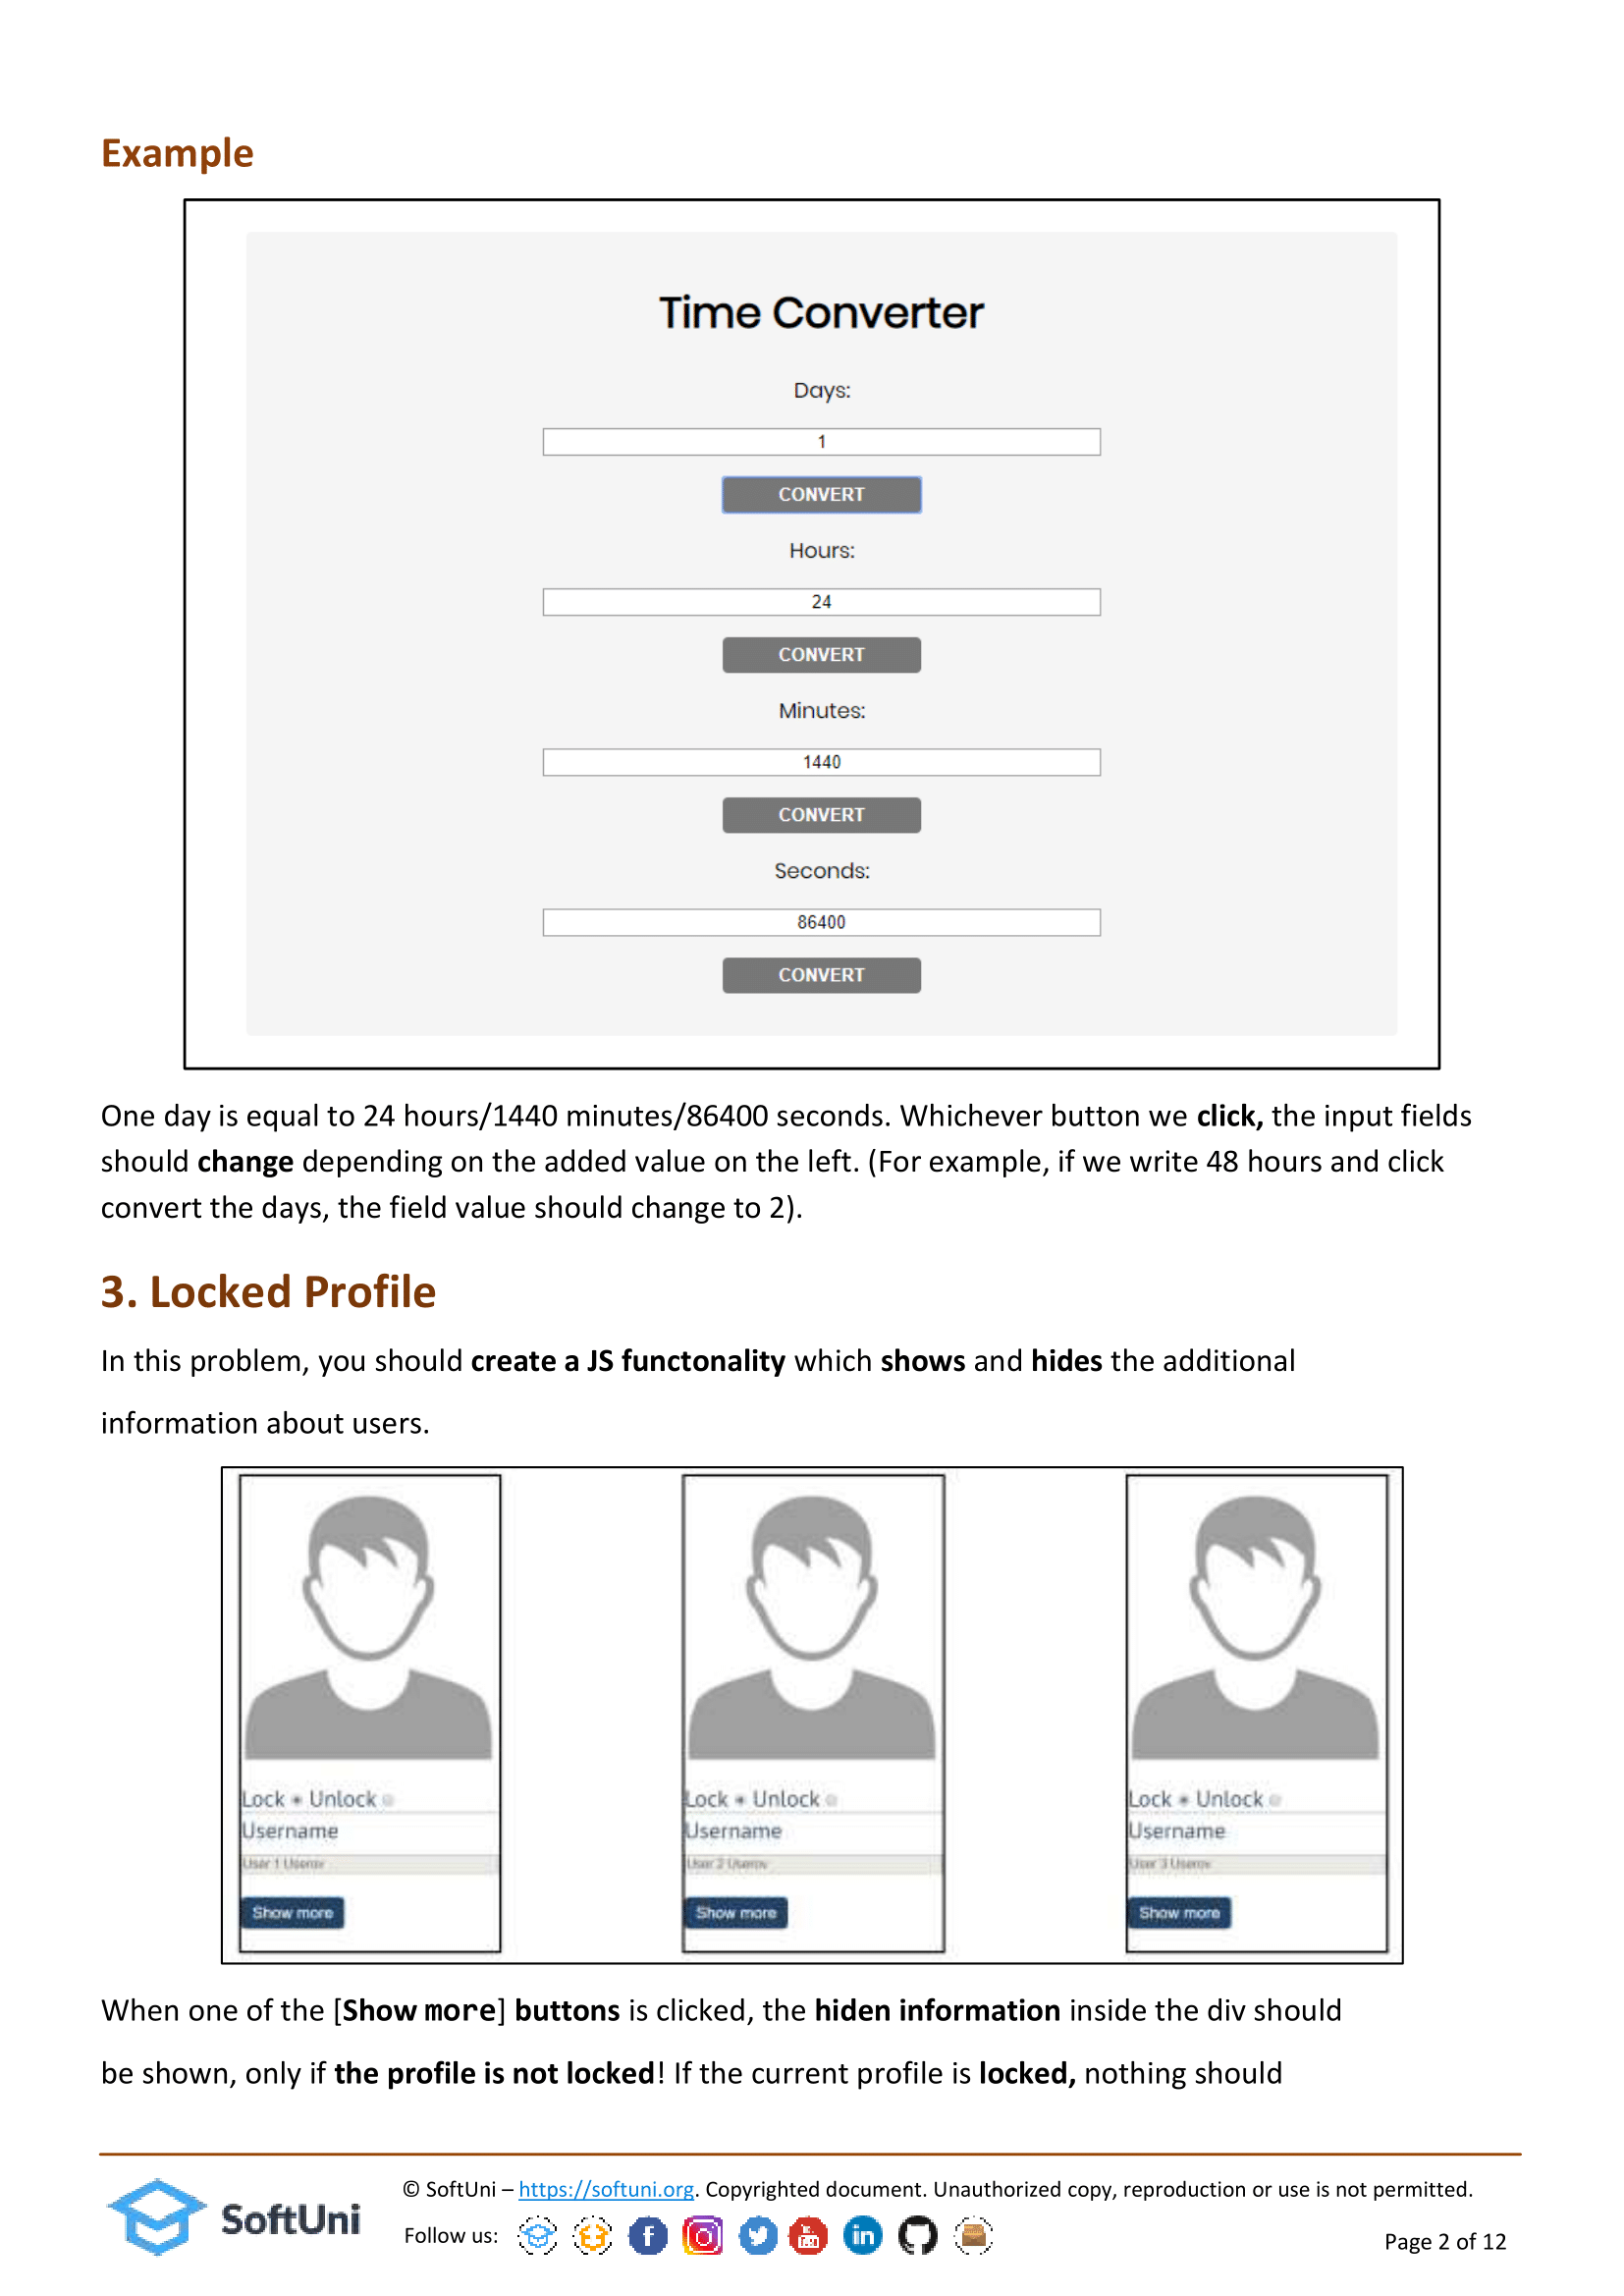 Example
Time Converter
Days:
1
CONVERT
Hours:
24
CONVERT
Minutes:
1440
CONVERT
Seconds:
86400
CONVERT
One day is equal to 24 hours/1440 minutes/86400 seconds. Whichever button we click, the input fields
should change depending on the added value on the left. (For example, if we write 48 hours and click
convert the days, the field value should change to 2).
3. Locked Profile
In this problem, you should create a JS functonality which shows and hides the additional
information about users.
Lock Unlock Lock Unlock Lock Unlock
Username Username Username
User 1 Userov User 2 Userov User 3 Userov
Show more Show more Show more
When one of the [Show more] buttons is clicked, the hiden information inside the div should
be shown, only if the profile is not locked! If the current profile is locked, nothing should
SoftUni
© SoftUni – https://softuni.org. Copyrighted document. Unauthorized copy, reproduction or use is not permitted.
Follow us:
Page 2 of 12